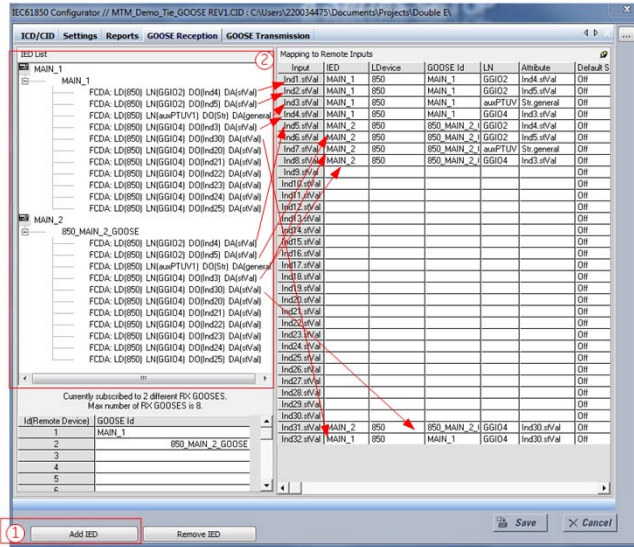 IEC61850 Configurator // MTM_Demo_Tie_GOOSE REV1.CID : C:\Users\220034475\Documents\Projects\Double E\
ICD/CID Settings Reports GOOSE Reception GOOSE Transmission
IED List
2
MAIN_1
MAIN_1
FCDA: LD(850) LN(GGIO2) DO(Ind4) DA(stVal)
FCDA: LD(850) LN(GGIO2) DO(Ind5) DA(stVal)
FCDA: LD(850) LN(auxPTUV1) DO(Str) DA(general
FCDA: LD(850) LN(GGIO4) DO(Ind3) DA(stVal)
FCDA: LD(850) LN(GGIO4) DO(Ind30) DA(stVal)
FCDA: LD(850) LN(GGIO4) DO(Ind20) DA(stVal)
FCDA: LD(850) LN(GGIO4) DO(Ind21) DA(stVal)
FCDA: LD(850) LN(GGIO4) DO(Ind22) DA(stVal)
FCDA: LD(850) LN(GGIO4) DO(Ind23) DA(stVal)
FCDA: LD(850) LN(GGIO4) DO(Ind24) DA(stVal)
FCDA: LD(850) LN(GGIO4) DO(Ind25) DA(stVal)
MAIN_2
850_MAIN_2_GOOSE
FCDA: LD(850) LN(GGIO2) DO(Ind4) DA(stVal)
FCDA: LD(850) LN(GGIO2) DO(Ind5) DA(stVal)
FCDA: LD(850) LN(auxPTUV1) DO(Str) DA(general
FCDA: LD(850) LN(GGIO4) DO(Ind3) DA(stVal)
FCDA: LD(850) LN(GGIO4) DO(Ind30) DA(stVal)
FCDA: LD(850) LN(GGIO4) DO(Ind20) DA(stVal)
FCDA: LD(850) LN(GGIO4) DO(Ind21) DA(stVal)
FCDA: LD(850) LN(GGIO4) DO(Ind22) DA(stVal)
FCDA: LD(850) LN(GGIO4) DO(Ind23) DA(stVal)
FCDA: LD(850) LN(GGIO4) DO(Ind24) DA(stVal)
FCDA: LD(850) LN(GGIO4) DO(Ind25) DA(stVal)
Currently subscribed to 2 different RX GOOSES.
Max number of RX GOOSES is 8.
Id(Remote Device) GOOSE Id
1 MAIN_1
2 850_MAIN_2_GOOSE
3
4
5
6
Mapping to Remote Inputs
Input IED LDevice GOOSE Id LN Attribute Default S
Ind1.stVal MAIN_1 850 MAIN_1 GGIO2 Ind4.stVal Off
Ind2.stVal MAIN_1 850 MAIN_1 GGIO2 Ind5.stVal Off
Ind3.stVal MAIN_1 850 MAIN_1 auxPTUV Str.general Off
Ind4.stVal MAIN_1 850 MAIN_1 GGIO4 Ind3.stVal Off
Ind5.stVal MAIN_2 850 850_MAIN_2_( GGIO2 Ind4.stVal Off
Ind6.stVal MAIN_2 850 850_MAIN_2_( GGIO2 Ind5.stVal Off
Ind7.stVal MAIN_2 850 850_MAIN_2_( auxPTUV Str.general Off
Ind8.stVal MAIN_2 850 850_MAIN_2_( GGIO4 Ind3.stVal Off
Ind9.stVal Off
Ind10.stVal Off
Ind11.stVal Off
Ind12.stVal Off
Ind13.stVal Off
Ind14.stVal Off
Ind15.stVal Off
Ind16.stVal Off
Ind17.stVal Off
Ind18.stVal Off
Ind19.stVal Off
Ind20.stVal Off
Ind21.stVal Off
Ind22.stVal Off
Ind23.stVal Off
Ind24.stVal Off
Ind25.stVal Off
Ind26.stVal Off
Ind27.stVal Off
Ind28.stVal Off
Ind29.stVal Off
Ind30.stVal Off
Ind31.stVal MAIN_2 850 850_MAIN_2_( GGIO4 Ind30.stVal Off
Ind32.stVal MAIN_1 850 MAIN_1 GGIO4 Ind30.stVal Off
Save Cancel
1 Add IED Remove IED